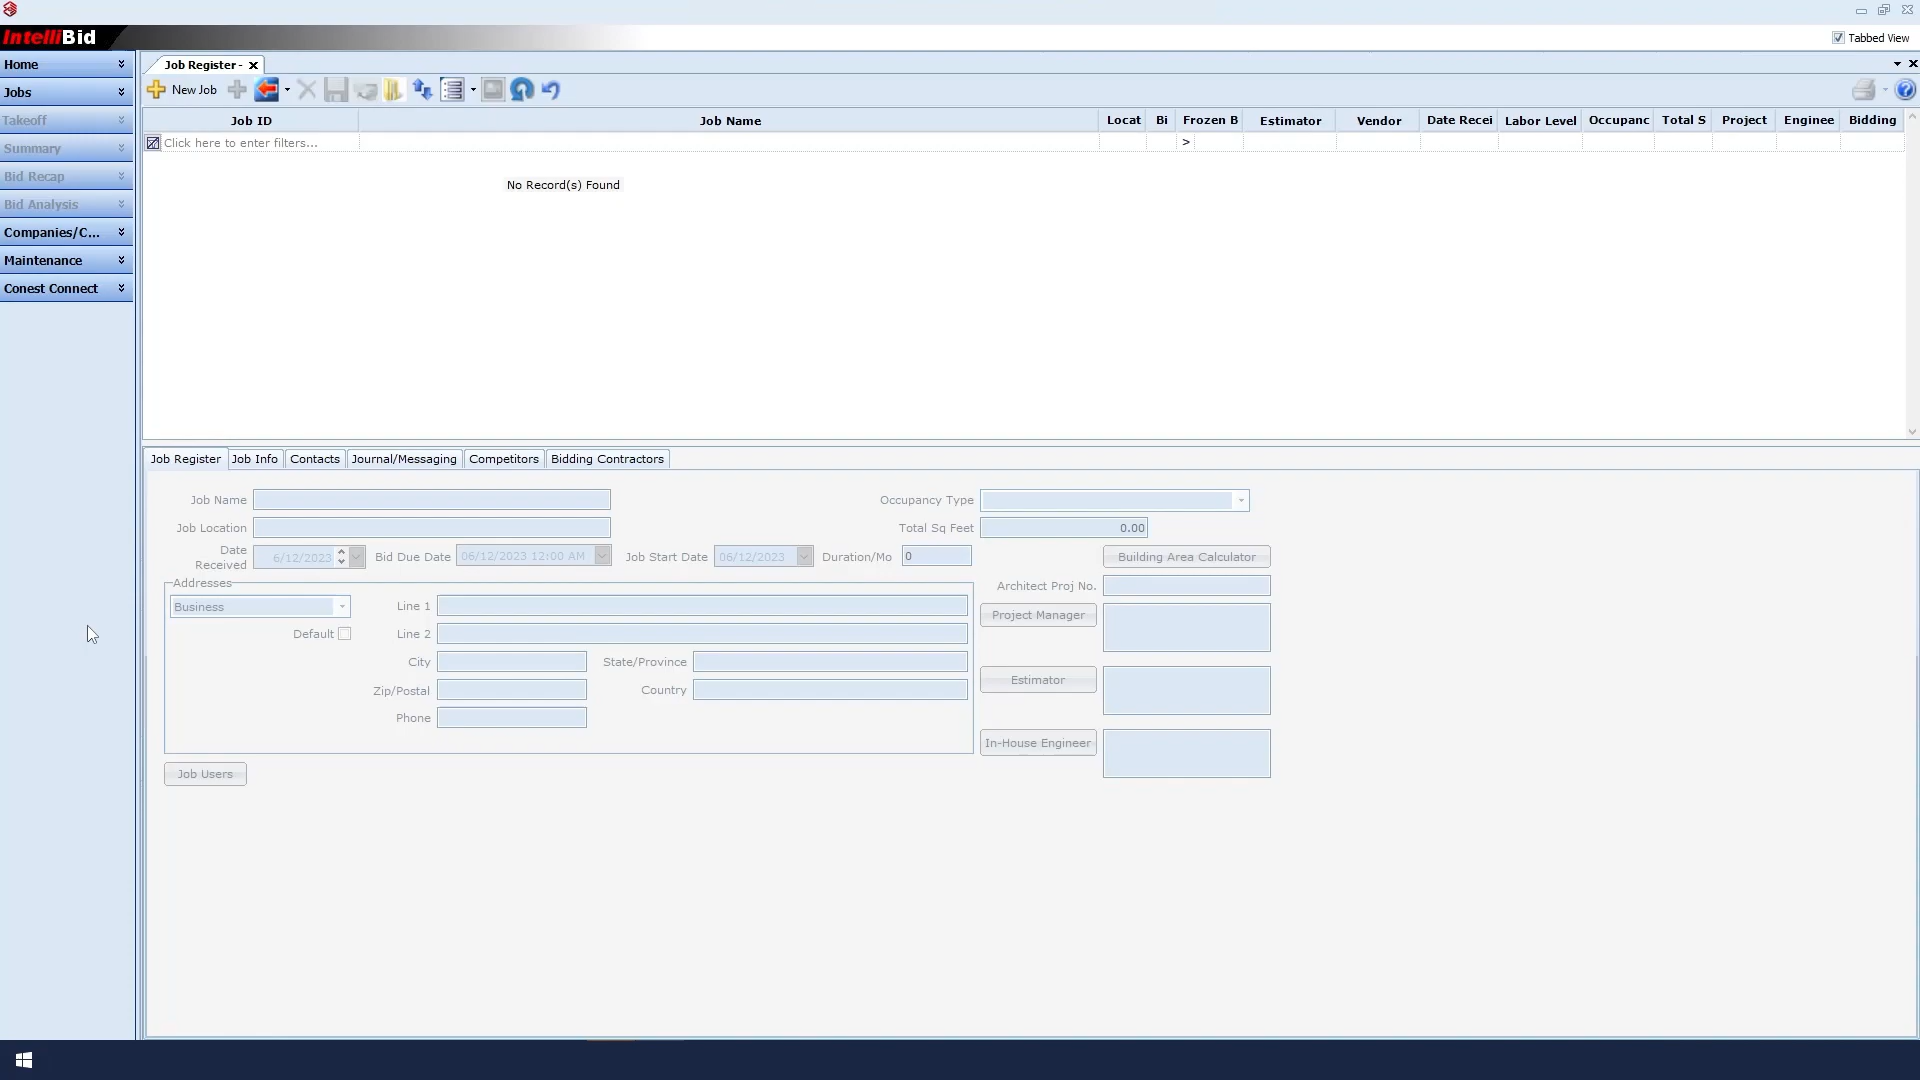 IntelliBid
Tabbed View
Home
Jobs
Takeoff
Summary
Bid Recap
Bid Analysis
Companies/C...
Maintenance
Conest Connect
Job Register -
New Job
Job ID Job Name Locat Bi Frozen B Estimator Vendor Date Recei Labor Level Occupanc Total S Project Enginee Bidding
Click here to enter filters... >
No Record(s) Found
Job Register Job Info Contacts Journal/Messaging Competitors Bidding Contractors
Job Name Occupancy Type
Job Location Total Sq Feet 0.00
Date
Received 6/12/2023 Bid Due Date 06/12/2023 12:00 AM Job Start Date 06/12/2023 Duration/Mo 0 Building Area Calculator
Addresses Architect Proj No.
Business Line 1 Project Manager
Default Line 2
City State/Province
Estimator
Zip/Postal Country
Phone
In-House Engineer
Job Users